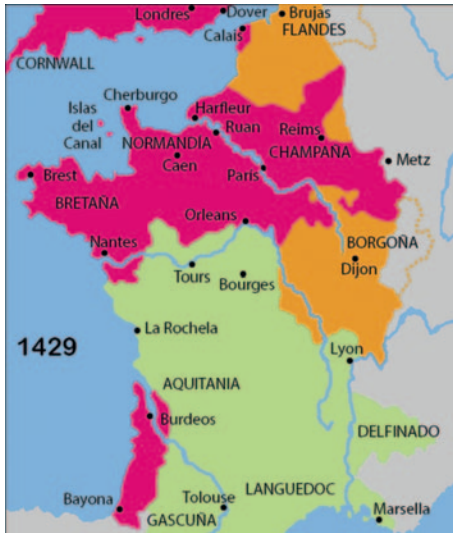 Londres
Dover
Brujas
FLANDES
Calais
CORNWALL
Cherburgo
Islas
del
Canal
Harfleur
Ruan
Reims
NORMANDÍA
CHAMPAÑA
Caen
Metz
París
Brest
BRETAÑA
Orleans
BORGOÑA
Nantes
Dijon
Tours
Bourges
La Rochela
1429
Lyon
AQUITANIA
Burdeos
DELFINADO
LANGUEDOC
Bayona
Tolouse
Marsella
GASCUÑA